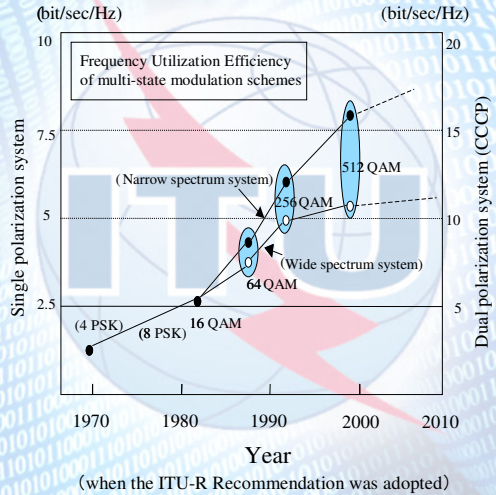 (bit/sec/Hz) (bit/sec/Hz)
10 20
Frequency Utilization Efficiency
of multi-state modulation schemes
7.5 15
512 QAM
(Narrow spectrum system)
256 QAM
5 10
(Wide spectrum system)
64 QAM
2.5 5
(4 PSK) (8 PSK) 16 QAM
Single polarization system
Dual polarization system (CCCP)
ITU
1970 1980 1990 2000 2010
Year
(when the ITU-R Recommendation was adopted)